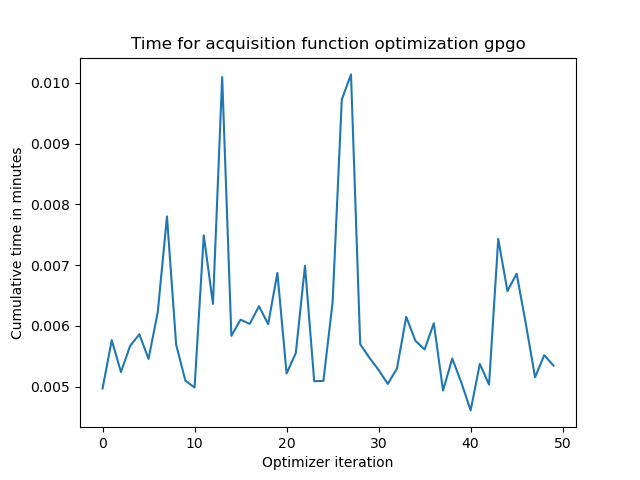 Time for acquisition function optimization gpgo
0.010
0.009
0.008
0.007
0.006
0.005
Cumulative time in minutes
0 10 20 30 40 50
Optimizer iteration